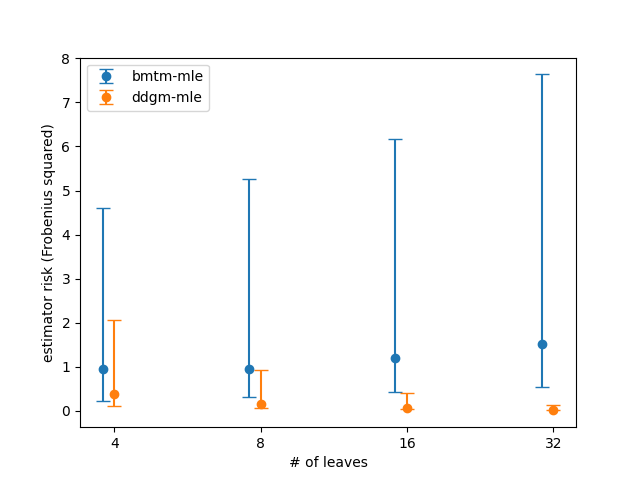 bmtm-mle
ddgm-mle
estimator risk (Frobenius squared)
8
7
6
5
4
3
2
1
0
4 8 16 32
# of leaves